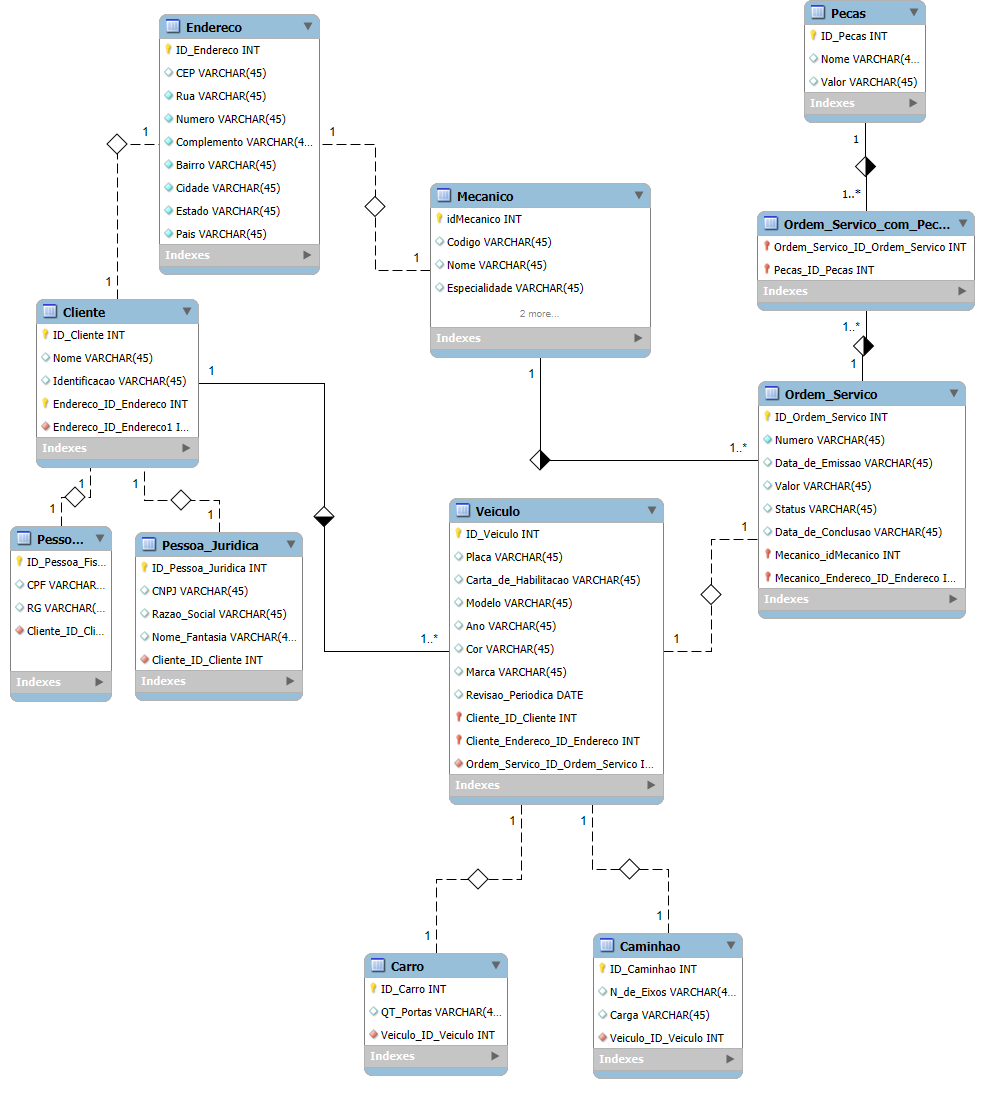 Endereco
ID_Endereco INT
CEP VARCHAR(45)
Rua VARCHAR(45)
Numero VARCHAR(45)
Complemento VARCHAR(4...
Bairro VARCHAR(45)
Cidade VARCHAR(45)
Estado VARCHAR(45)
Pais VARCHAR(45)
Indexes
1
1
1
1
Pecas
ID_Pecas INT
Nome VARCHAR(4...
Valor VARCHAR(45)
Indexes
1
1..*
Mecanico
idMecanico INT
Codigo VARCHAR(45)
Nome VARCHAR(45)
Especialidade VARCHAR(45)
2 more...
Indexes
1
1..*
Ordem_Servico_com_Pec...
Ordem_Servico_ID_Ordem_Servico INT
Pecas_ID_Pecas INT
Indexes
1..*
1
Cliente
ID_Cliente INT
Nome VARCHAR(45)
Identificacao VARCHAR(45)
Endereco_ID_Endereco INT
Endereco_ID_Endereco1 I...
Indexes
1
1..*
1
1
1
1
Ordem_Servico
ID_Ordem_Servico INT
Numero VARCHAR(45)
Data_de_Emissao VARCHAR(45)
Valor VARCHAR(45)
Status VARCHAR(45)
Data_de_Conclusao VARCHAR(45)
Mecanico_idMecanico INT
Mecanico_Endereco_ID_Endereco I...
Indexes
1
1
Pesso...
ID_Pessoa_Fis...
CPF VARCHAR...
RG VARCHAR(...
Cliente_ID_Cli...
Indexes
Pessoa_Juridica
ID_Pessoa_Juridica INT
CNPJ VARCHAR(45)
Razao_Social VARCHAR(45)
Nome_Fantasia VARCHAR(4...
Cliente_ID_Cliente INT
Indexes
Veiculo
ID_Veiculo INT
Placa VARCHAR(45)
Carta_de_Habilitacao VARCHAR(45)
Modelo VARCHAR(45)
Ano VARCHAR(45)
Cor VARCHAR(45)
Marca VARCHAR(45)
Revisao_Periodica DATE
Cliente_ID_Cliente INT
Cliente_Endereco_ID_Endereco INT
Ordem_Servico_ID_Ordem_Servico I...
Indexes
1
1
1
1
Carro
ID_Carro INT
QT_Portas VARCHAR(4...
Veiculo_ID_Veiculo INT
Indexes
Caminhao
ID_Caminhao INT
N_de_Eixos VARCHAR(4...
Carga VARCHAR(45)
Veiculo_ID_Veiculo INT
Indexes